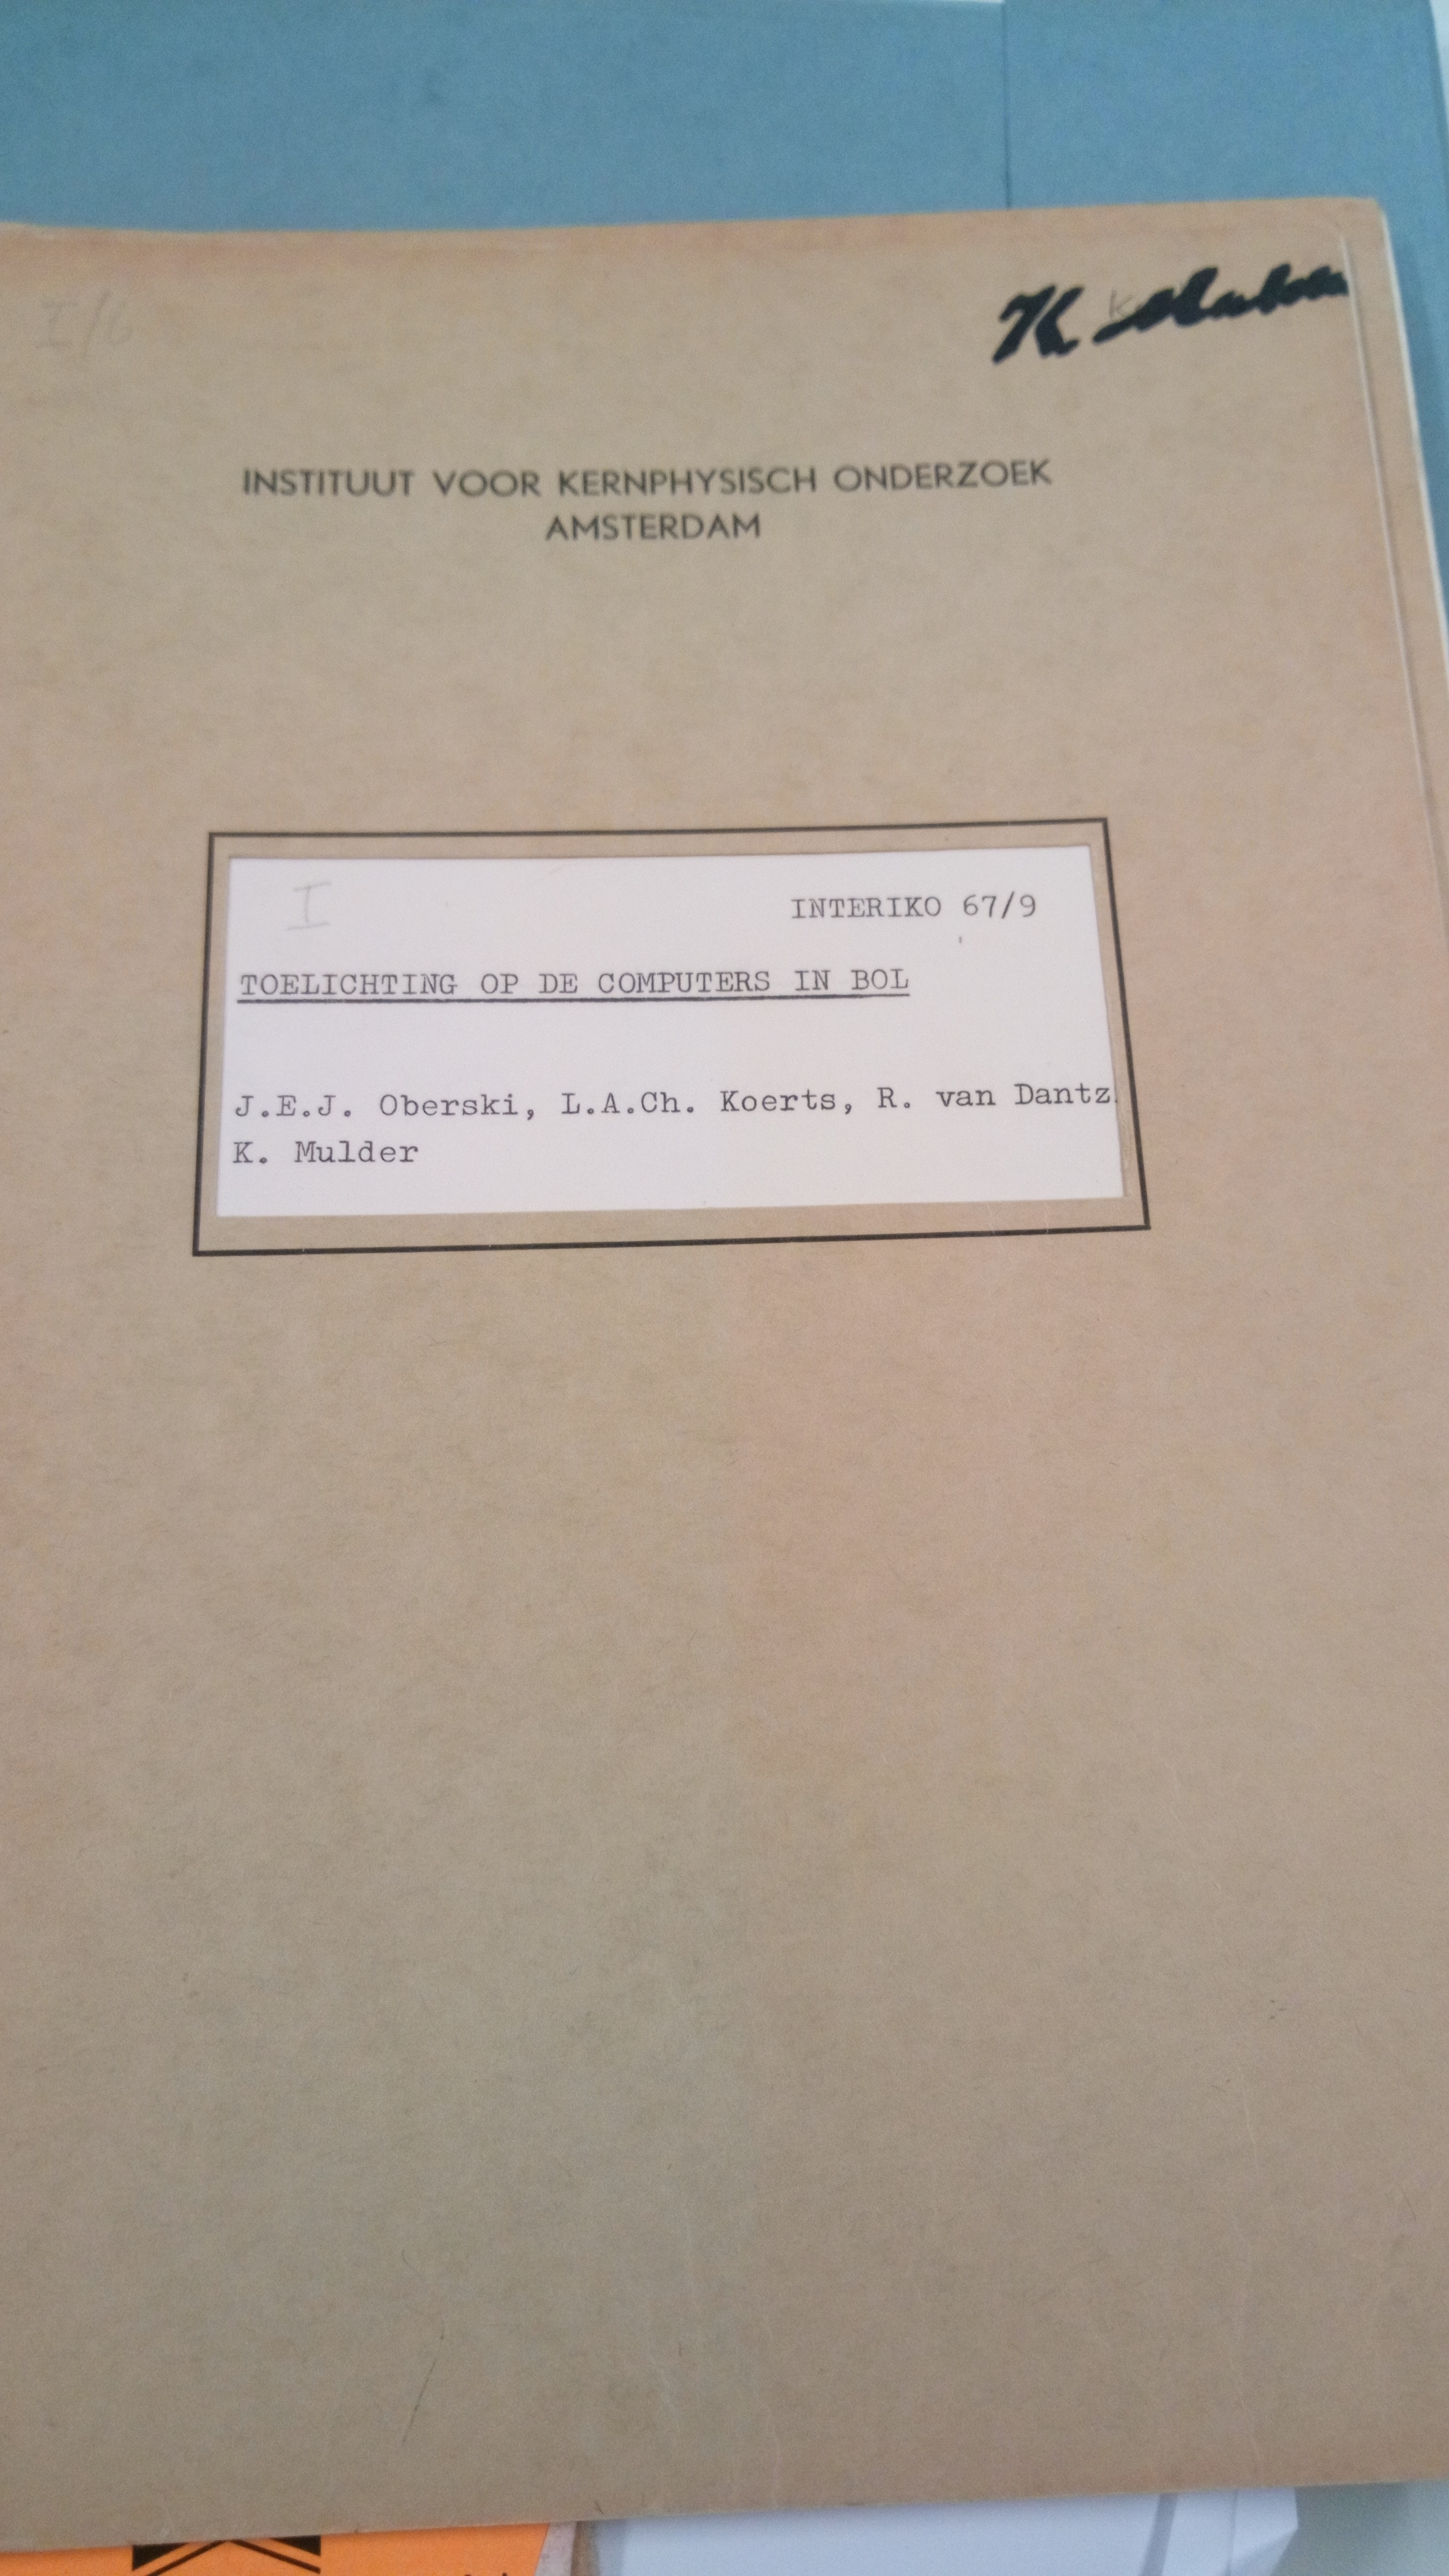 I/6
K
INSTITUUT VOOR KERNPHYSISCH ONDERZOEK
AMSTERDAM
I
INTERIKO 67/9
TOELICHTING OP DE COMPUTERS IN BOL
J.E.J. Oberski, L.A.Ch. Koerts, R. van Dantz
K. Mulder